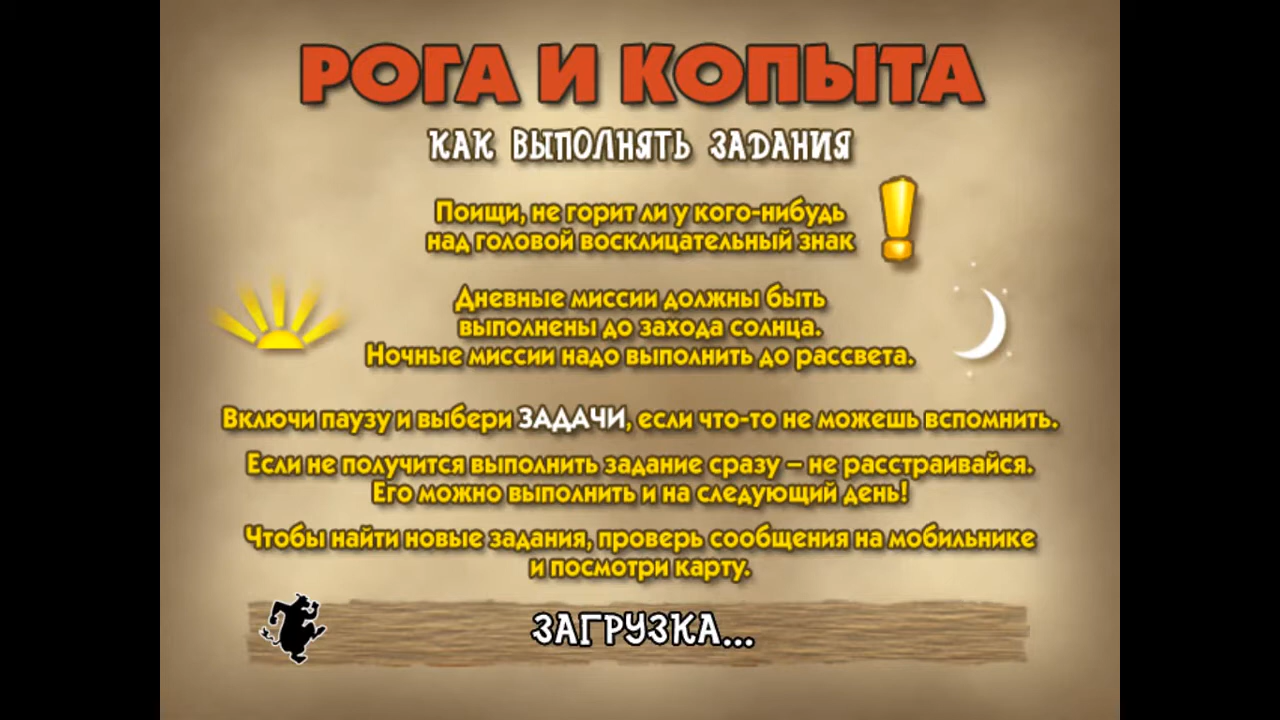 РОГА И КОПЫТА
КАК ВЫПОЛНЯТЬ ЗАДАНИЯ
Поищи, не горит ли у кого-нибудь
над головой восклицательный знак
Дневные миссии должны быть
выполнены до захода солнца.
Ночные миссии надо выполнить до рассвета.
Включи паузу и выбери ЗАДАЧИ, если что-то не можешь вспомнить.
Если не получится выполнить задание сразу – не расстраивайся.
Его можно выполнить и на следующий день!
Чтобы найти новые задания, проверь сообщения на мобильнике
и посмотри карту.
ЗАГРУЗКА...